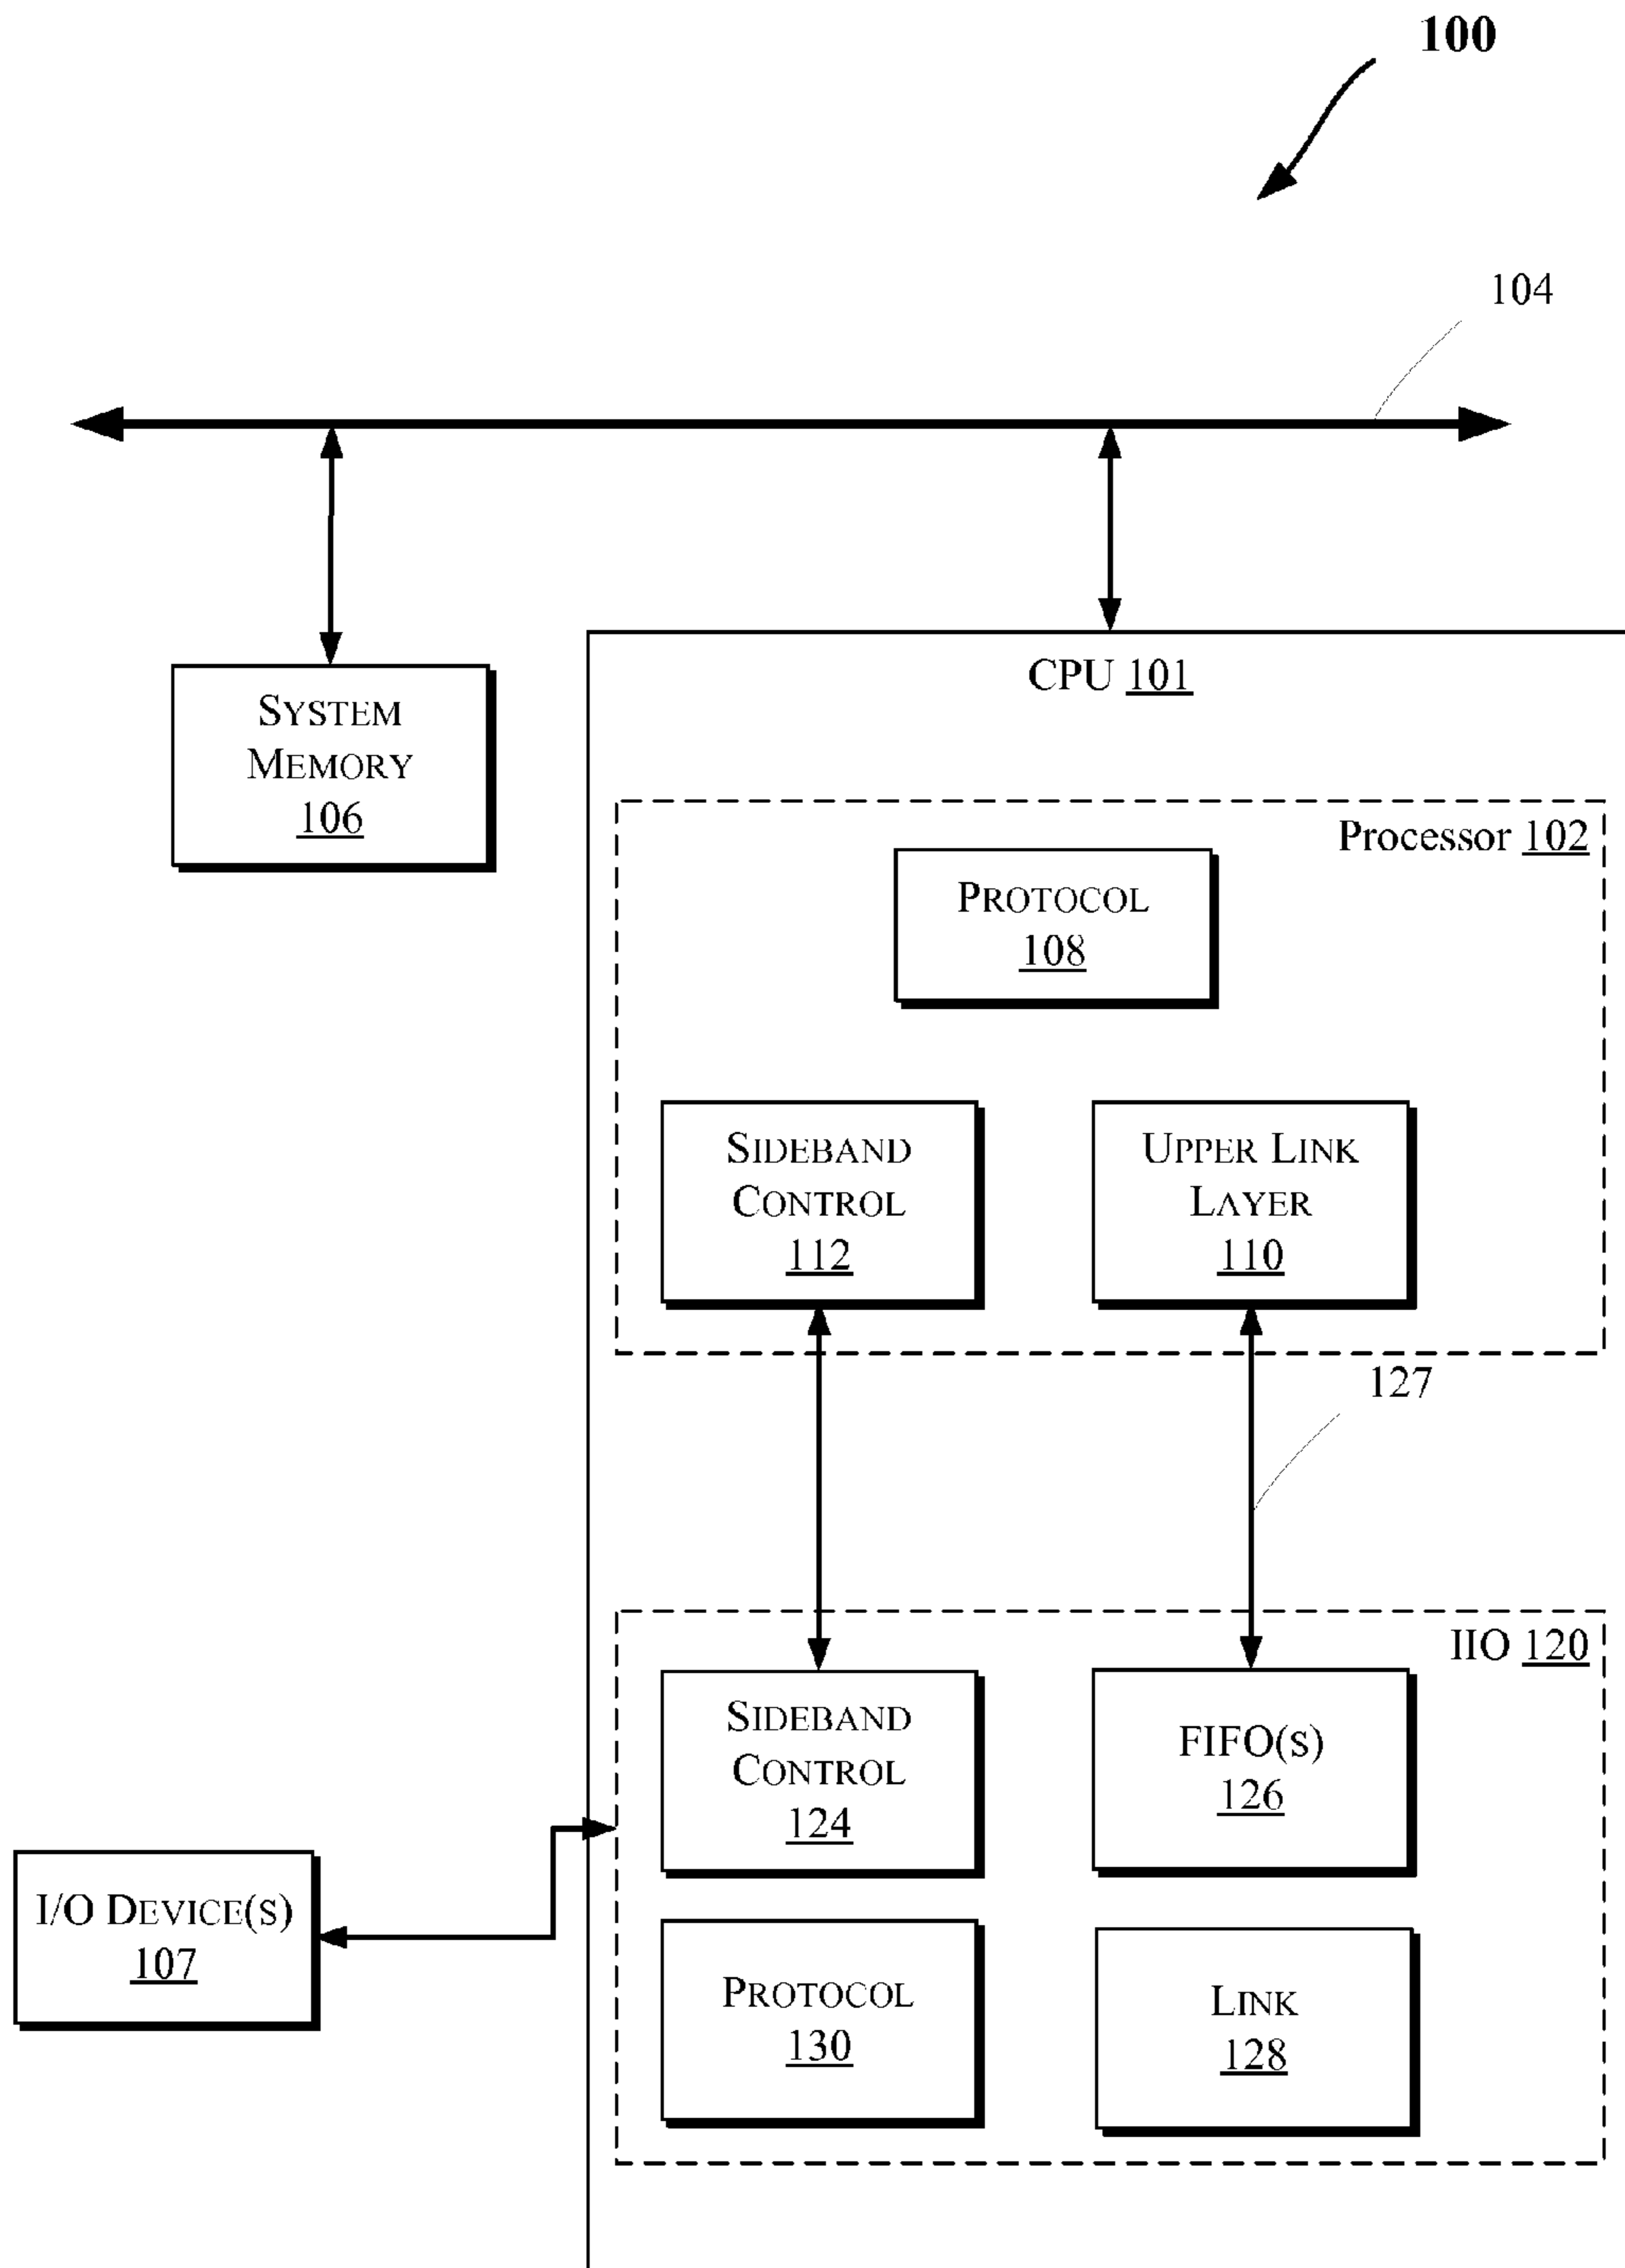 100
104
CPU 101
SYSTEM
MEMORY
106
Processor 102
PROTOCOL
108
SIDEBAND
CONTROL
112
UPPER LINK
LAYER
110
127
IIO 120
SIDEBAND
CONTROL
124
FIFO(S)
126
I/O DEVICE(S)
107
PROTOCOL
130
LINK
128